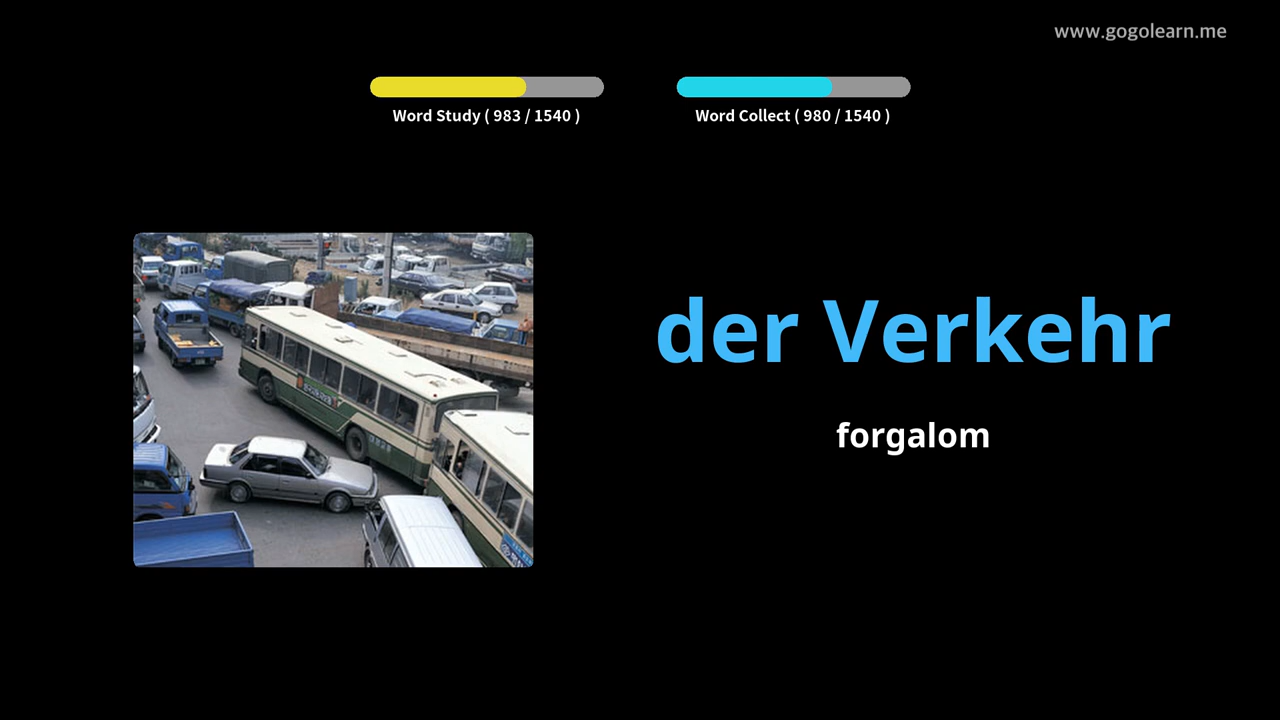 www.gogolearn.me
Word Study ( 983 / 1540 )
Word Collect ( 980 / 1540 )
der Verkehr
forgalom